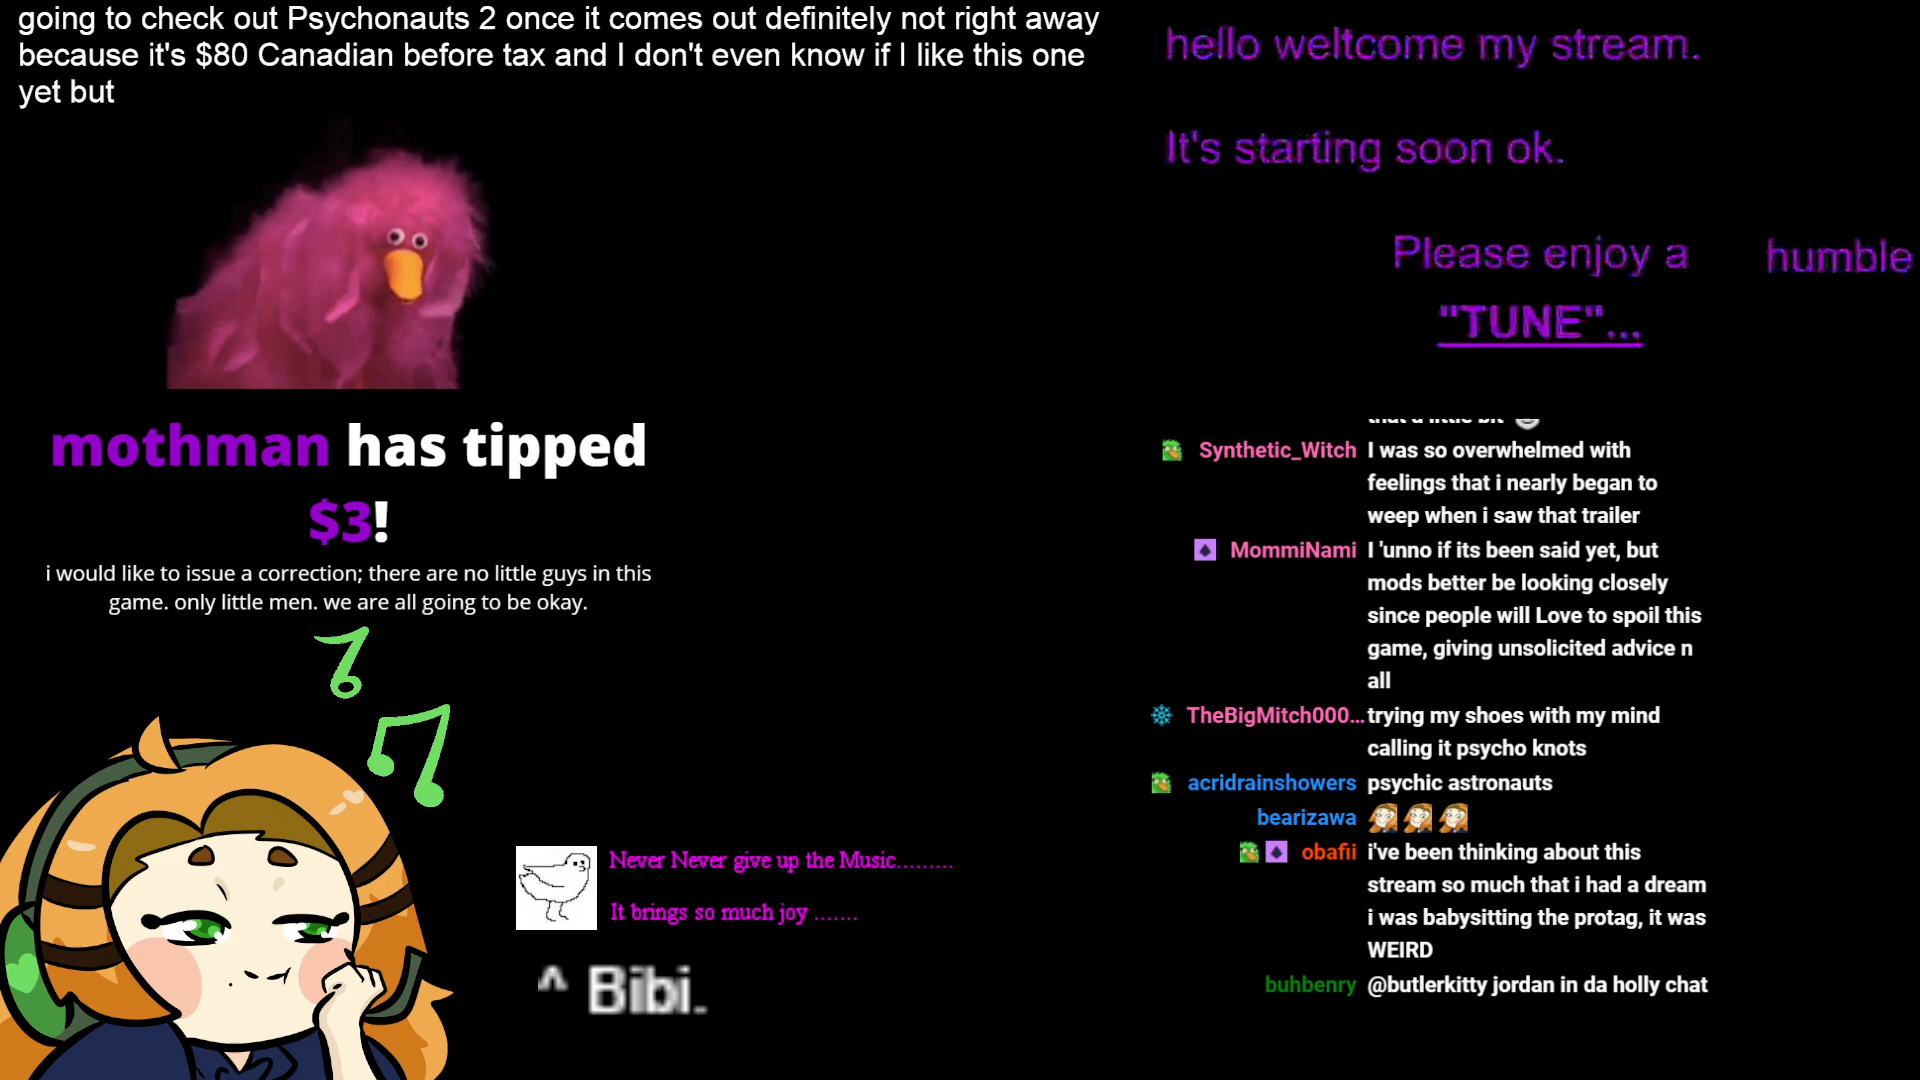 going to check out Psychonauts 2 once it comes out definitely not right away
because it's $80 Canadian before tax and I don't even know if I like this one
yet but
hello weltcome my stream.
It's starting soon ok.
Please enjoy a humble
"TUNE"...
mothman has tipped
$3!
i would like to issue a correction; there are no little guys in this
game. only little men. we are all going to be okay.
Never Never give up the Music.........
It brings so much joy .......
^ Bibi.
that a little bit
Synthetic_Witch I was so overwhelmed with
feelings that i nearly began to
weep when i saw that trailer
MommiNami I 'unno if its been said yet, but
mods better be looking closely
since people will Love to spoil this
game, giving unsolicited advice n
all
TheBigMitch000... trying my shoes with my mind
calling it psycho knots
acridrainshowers psychic astronauts
bearizawa
obafii i've been thinking about this
stream so much that i had a dream
i was babysitting the protag, it was
WEIRD
buhbenry @butlerkitty jordan in da holly chat